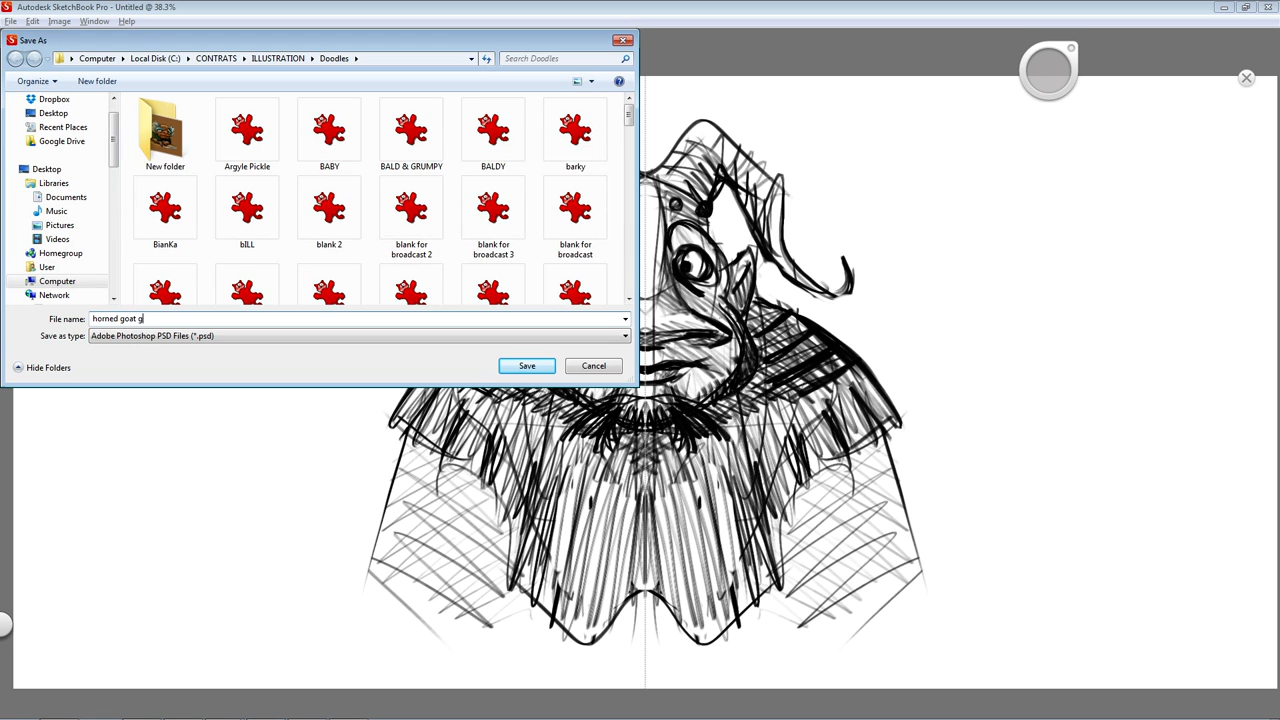 Autodesk SketchBook Pro - Untitled @ 38.3%
File Edit Image Window Help
Save As
Computer Local Disk (C:) CONTRATS ILLUSTRATION Doodles
Search Doodles
Organize New folder
Dropbox
Desktop
Recent Places
Google Drive
Desktop
Libraries
Documents
Music
Pictures
Videos
Homegroup
User
Computer
Network
New folder
Argyle Pickle
BABY
BALD & GRUMPY
BALDY
barky
BianKa
bILL
blank 2
blank for
broadcast 2
blank for
broadcast 3
blank for
broadcast
File name: horned goat g
Save as type: Adobe Photoshop PSD Files (*.psd)
Hide Folders
Save
Cancel